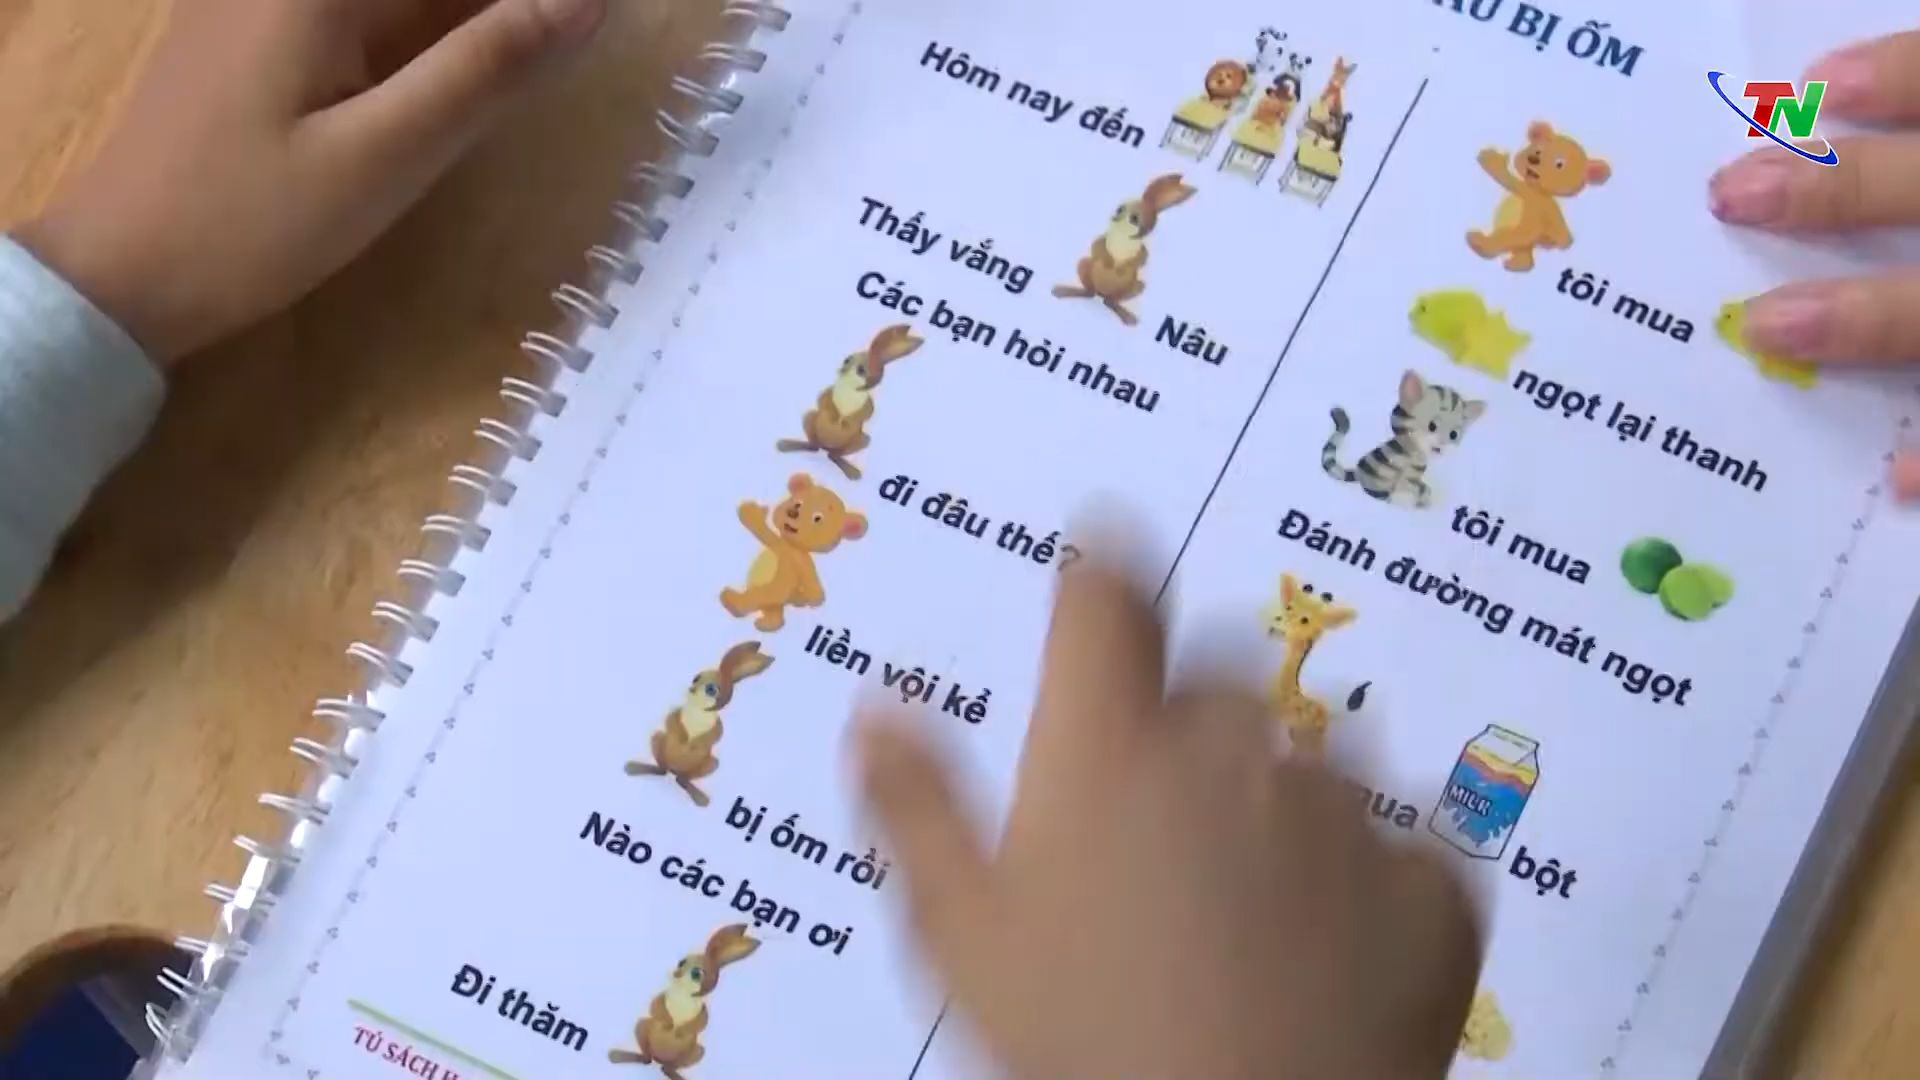 BỊ ỐM
Hôm nay đến
Thấy vắng
Nâu
Các bạn hỏi nhau
đi đâu thế?
liền vội kể
bị ốm rồi
Nào các bạn ơi
Đi thăm
TỦ SÁCH
tôi mua
ngọt lại thanh
tôi mua
Đánh đường mát ngọt
MILK
bột
TN